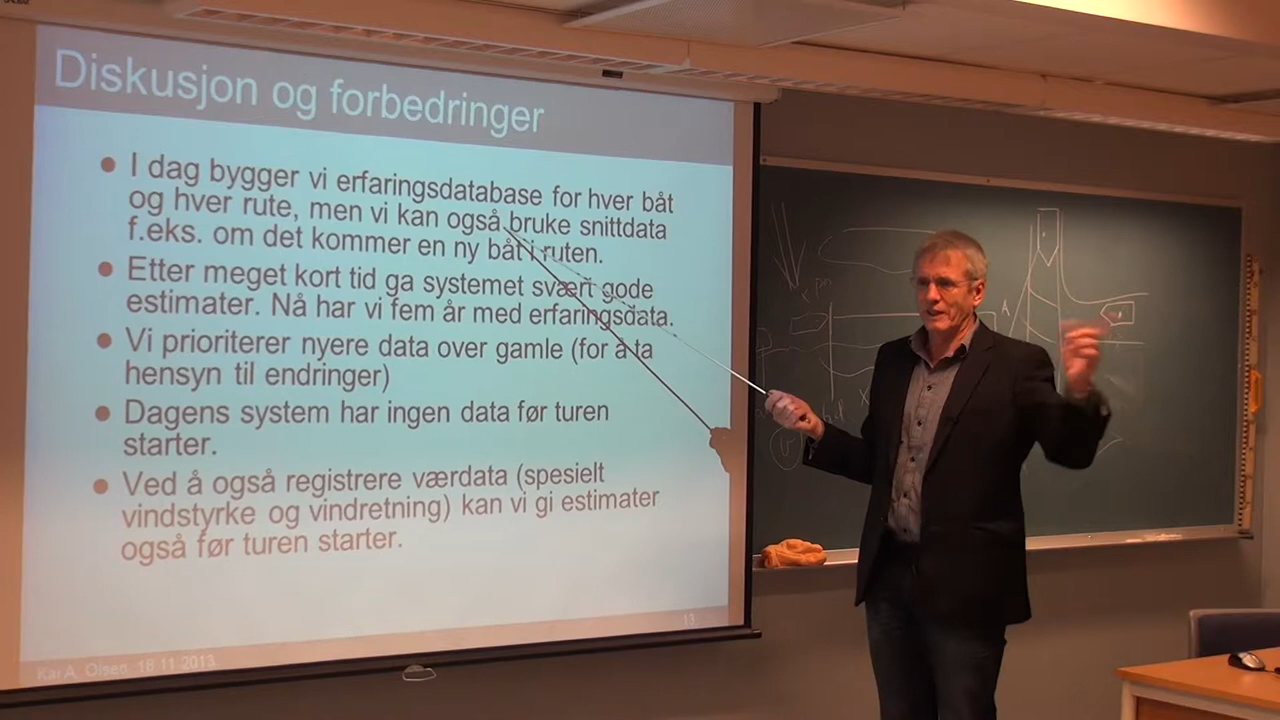 Diskusjon og forbedringer
● I dag bygger vi erfaringsdatabase for hver båt
og hver rute, men vi kan også bruke snittdata
f.eks. om det kommer en ny båt i ruten.
● Etter meget kort tid ga systemet svært gode
estimater. Nå har vi fem år med erfaringsdata.
● Vi prioriterer nyere data over gamle (for å ta
hensyn til endringer)
● Dagens system har ingen data før turen
starter.
● Ved å også registrere værdata (spesielt
vindstyrke og vindretning) kan vi gi estimater
også før turen starter.
Kai A. Olsen, 18.11.2013.
13
A